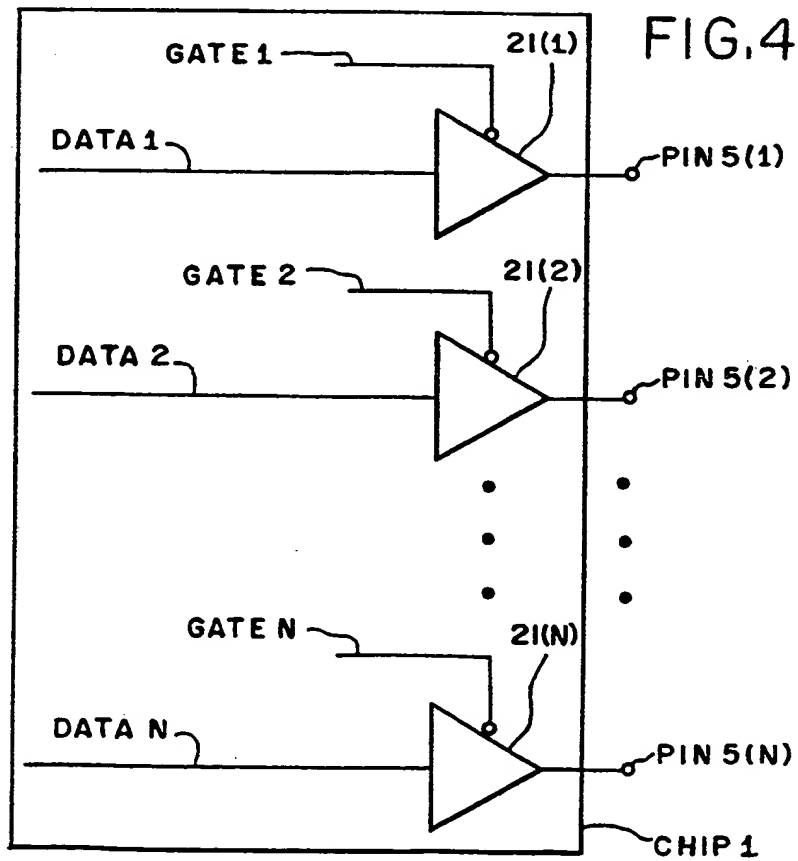 FIG.4
GATE 1
21(1)
DATA 1
PIN 5(1)
GATE 2
21(2)
DATA 2
PIN 5(2)
GATE N
21(N)
DATA N
PIN 5(N)
CHIP 1